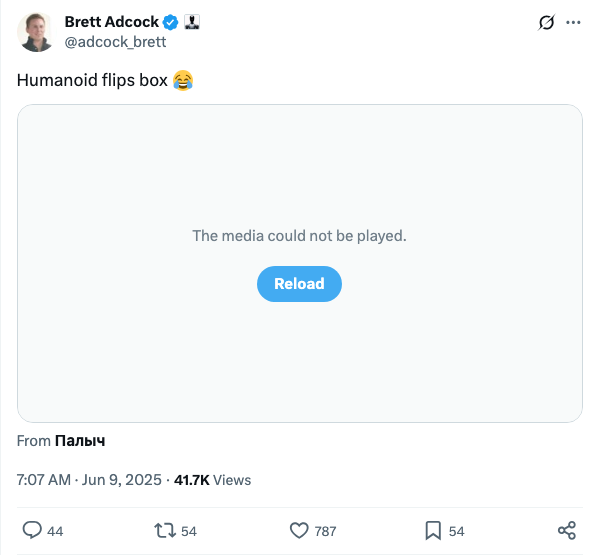 Brett Adcock
@adcock_brett
Humanoid flips box 😂
The media could not be played.
Reload
From Палыч
7:07 AM · Jun 9, 2025 · 41.7K Views
44 54 787 54